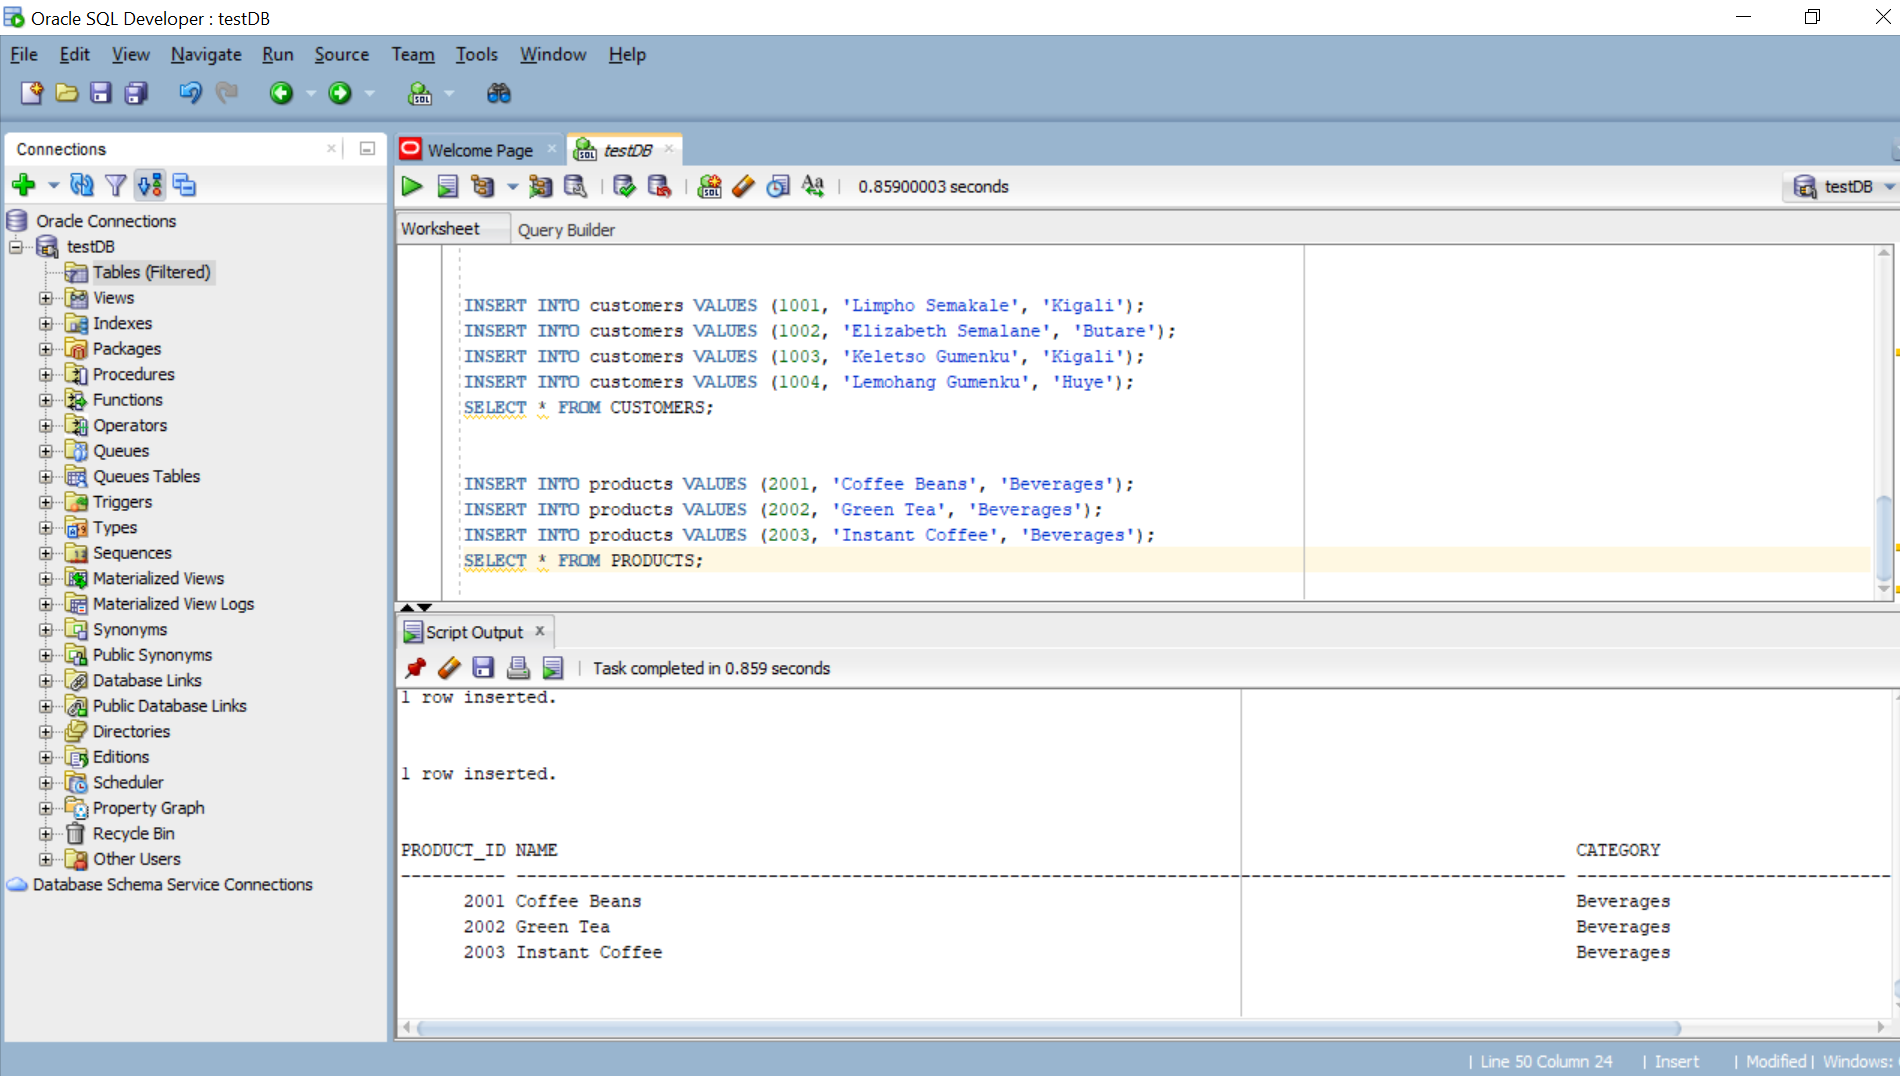 Oracle SQL Developer : testDB
File Edit View Navigate Run Source Team Tools Window Help
Connections
Oracle Connections
testDB
Tables (Filtered)
Views
Indexes
Packages
Procedures
Functions
Operators
Queues
Queues Tables
Triggers
Types
Sequences
Materialized Views
Materialized View Logs
Synonyms
Public Synonyms
Database Links
Public Database Links
Directories
Editions
Scheduler
Property Graph
Recycle Bin
Other Users
Database Schema Service Connections
Welcome Page testDB
0.85900003 seconds
testDB
Worksheet Query Builder
INSERT INTO customers VALUES (1001, 'Limpho Semakale', 'Kigali');
INSERT INTO customers VALUES (1002, 'Elizabeth Semalane', 'Butare');
INSERT INTO customers VALUES (1003, 'Keletso Gumenku', 'Kigali');
INSERT INTO customers VALUES (1004, 'Lemohang Gumenku', 'Huye');
SELECT * FROM CUSTOMERS;
INSERT INTO products VALUES (2001, 'Coffee Beans', 'Beverages');
INSERT INTO products VALUES (2002, 'Green Tea', 'Beverages');
INSERT INTO products VALUES (2003, 'Instant Coffee', 'Beverages');
SELECT * FROM PRODUCTS;
Script Output
Task completed in 0.859 seconds
1 row inserted.
1 row inserted.
PRODUCT_ID NAME CATEGORY
2001 Coffee Beans Beverages
2002 Green Tea Beverages
2003 Instant Coffee Beverages
| Line 50 Column 24 | Insert | Modified | Windows: